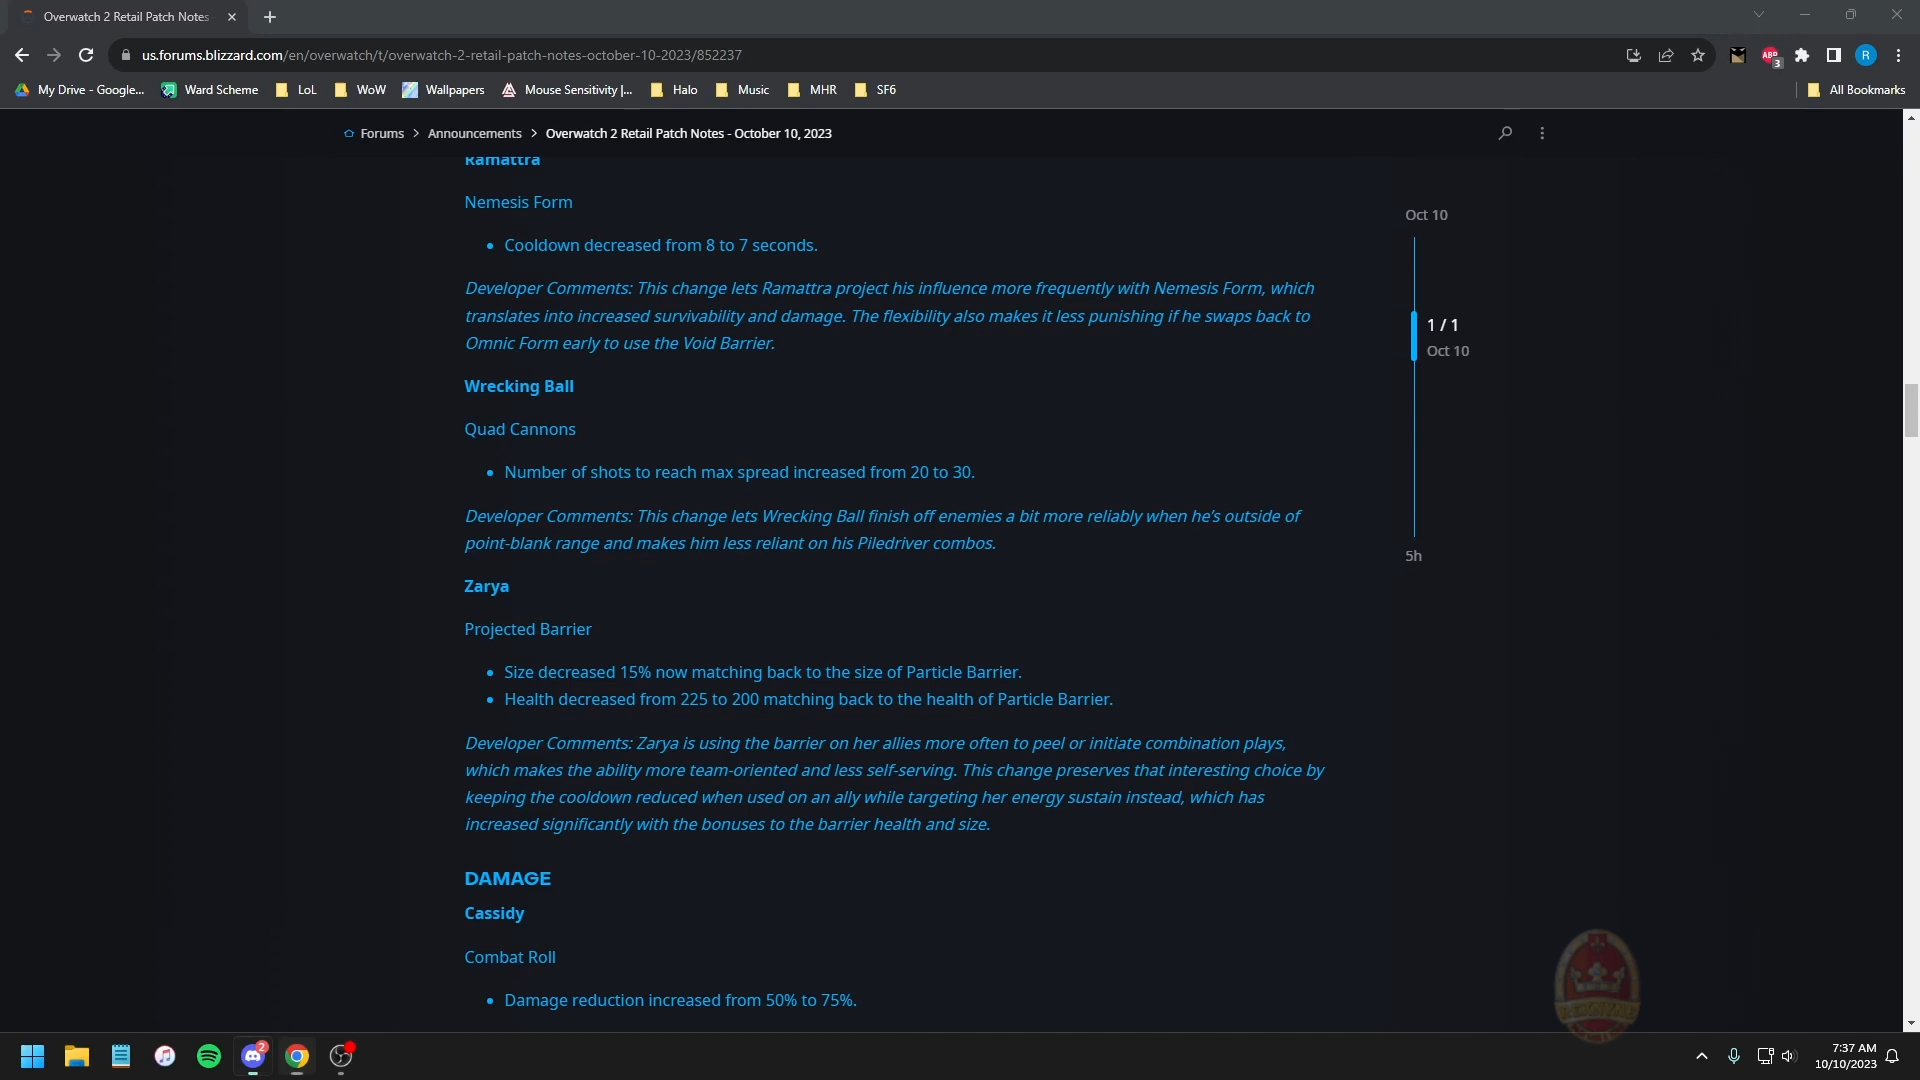 Overwatch 2 Retail Patch Notes
us.forums.blizzard.com/en/overwatch/t/overwatch-2-retail-patch-notes-october-10-2023/852237
ABP
3
R
My Drive - Google...
Ward Scheme
LoL
WoW
Wallpapers
Mouse Sensitivity |...
Halo
Music
MHR
SF6
All Bookmarks
Forums > Announcements > Overwatch 2 Retail Patch Notes - October 10, 2023
Ramattra
Nemesis Form
Oct 10
• Cooldown decreased from 8 to 7 seconds.
Developer Comments: This change lets Ramattra project his influence more frequently with Nemesis Form, which
translates into increased survivability and damage. The flexibility also makes it less punishing if he swaps back to
Omnic Form early to use the Void Barrier.
1 / 1
Oct 10
Wrecking Ball
Quad Cannons
• Number of shots to reach max spread increased from 20 to 30.
Developer Comments: This change lets Wrecking Ball finish off enemies a bit more reliably when he's outside of
point-blank range and makes him less reliant on his Piledriver combos.
5h
Zarya
Projected Barrier
• Size decreased 15% now matching back to the size of Particle Barrier.
• Health decreased from 225 to 200 matching back to the health of Particle Barrier.
Developer Comments: Zarya is using the barrier on her allies more often to peel or initiate combination plays,
which makes the ability more team-oriented and less self-serving. This change preserves that interesting choice by
keeping the cooldown reduced when used on an ally while targeting her energy sustain instead, which has
increased significantly with the bonuses to the barrier health and size.
DAMAGE
Cassidy
Combat Roll
• Damage reduction increased from 50% to 75%.
2
7:37 AM
10/10/2023